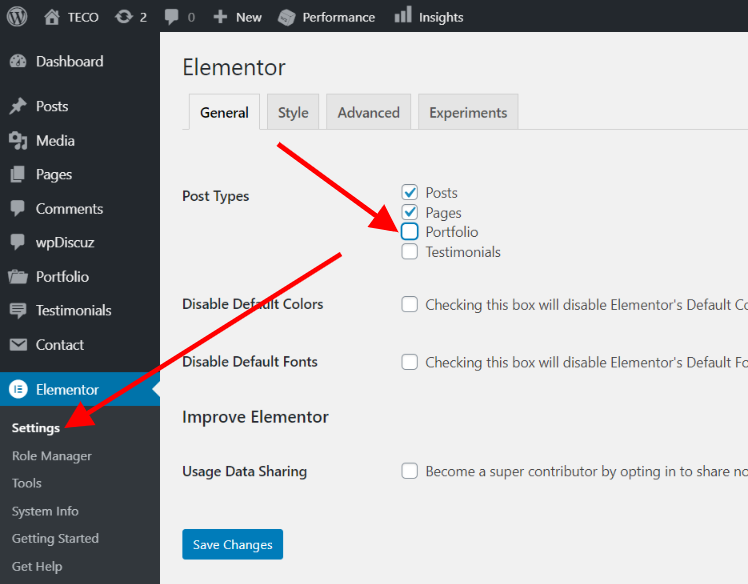 TECO 2 0 New Performance Insights
Dashboard
Posts
Media
Pages
Comments
wpDiscuz
Portfolio
Testimonials
Contact
Elementor
Settings
Role Manager
Tools
System Info
Getting Started
Get Help
Elementor
General Style Advanced Experiments
Post Types
Posts
Pages
Portfolio
Testimonials
Disable Default Colors Checking this box will disable Elementor's Default Co
Disable Default Fonts Checking this box will disable Elementor's Default Fo
Improve Elementor
Usage Data Sharing Become a super contributor by opting in to share no
Save Changes